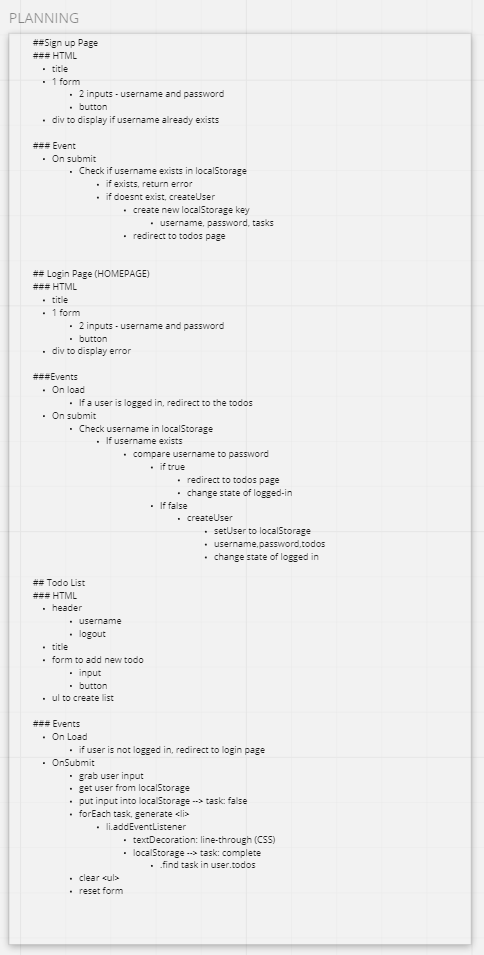 PLANNING
##Sign up Page
### HTML
• title
• 1 form
• 2 inputs - username and password
• button
• div to display if username already exists
### Event
• On submit
• Check if username exists in localStorage
• if exists, return error
• if doesnt exist, createUser
• create new localStorage key
• username, password, tasks
• redirect to todos page
## Login Page (HOMEPAGE)
### HTML
• title
• 1 form
• 2 inputs - username and password
• button
• div to display error
###Events
• On load
• If a user is logged in, redirect to the todos
• On submit
• Check username in localStorage
• If username exists
• compare username to password
• if true
• redirect to todos page
• change state of logged-in
• If false
• createUser
• setUser to localStorage
• username,password,todos
• change state of logged in
## Todo List
### HTML
• header
• username
• logout
• title
• form to add new todo
• input
• button
• ul to create list
### Events
• On Load
• if user is not logged in, redirect to login page
• OnSubmit
• grab user input
• get user from localStorage
• put input into localStorage --> task: false
• forEach task, generate <li>
• li.addEventListener
• textDecoration: line-through (CSS)
• localStorage --> task: complete
• .find task in user.todos
• clear <ul>
• reset form